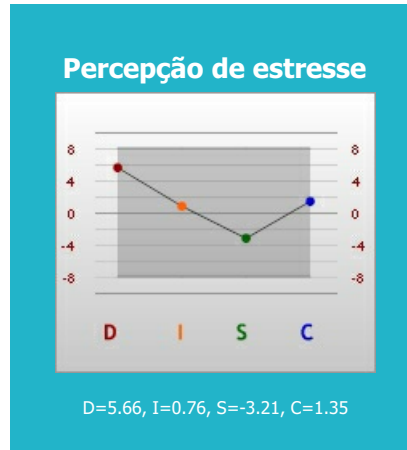 Percepção de estresse
8 8
4 4
0 0
-4 -4
-8 -8
D I S C
D=5.66, I=0.76, S=-3.21, C=1.35